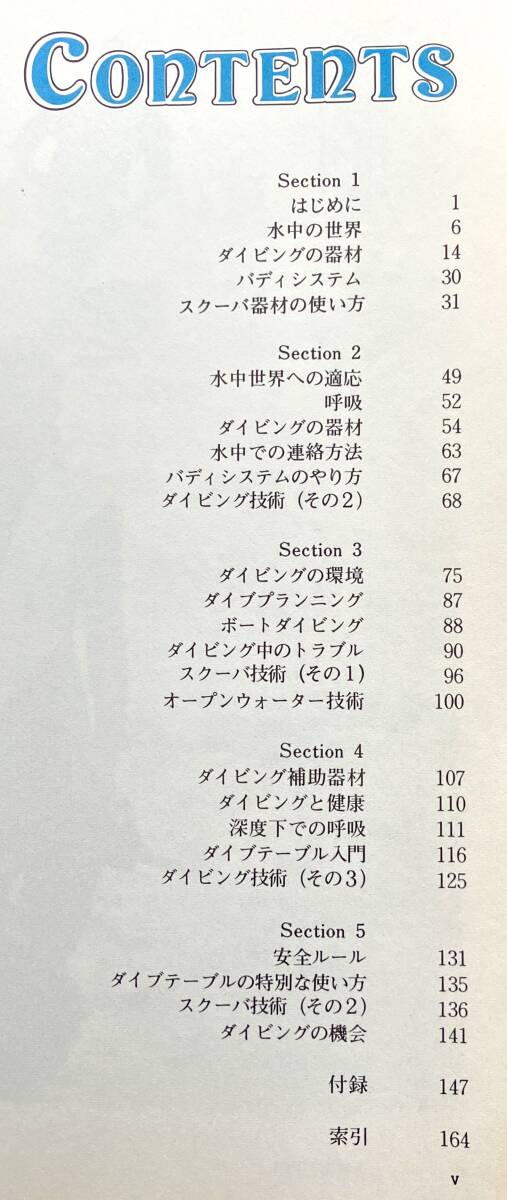 CONTENTS
Section 1
はじめに 1
水中の世界 6
ダイビングの器材 14
バディシステム 30
スクーバ器材の使い方 31
Section 2
水中世界への適応 49
呼吸 52
ダイビングの器材 54
水中での連絡方法 63
バディシステムのやり方 67
ダイビング技術 (その2) 68
Section 3
ダイビングの環境 75
ダイブプランニング 87
ボートダイビング 88
ダイビング中のトラブル 90
スクーバ技術 (その1) 96
オープンウォーター技術 100
Section 4
ダイビング補助器材 107
ダイビングと健康 110
深度下での呼吸 111
ダイブテーブル入門 116
ダイビング技術 (その3) 125
Section 5
安全ルール 131
ダイブテーブルの特別な使い方 135
スクーバ技術 (その2) 136
ダイビングの機会 141
付録 147
索引 164
v